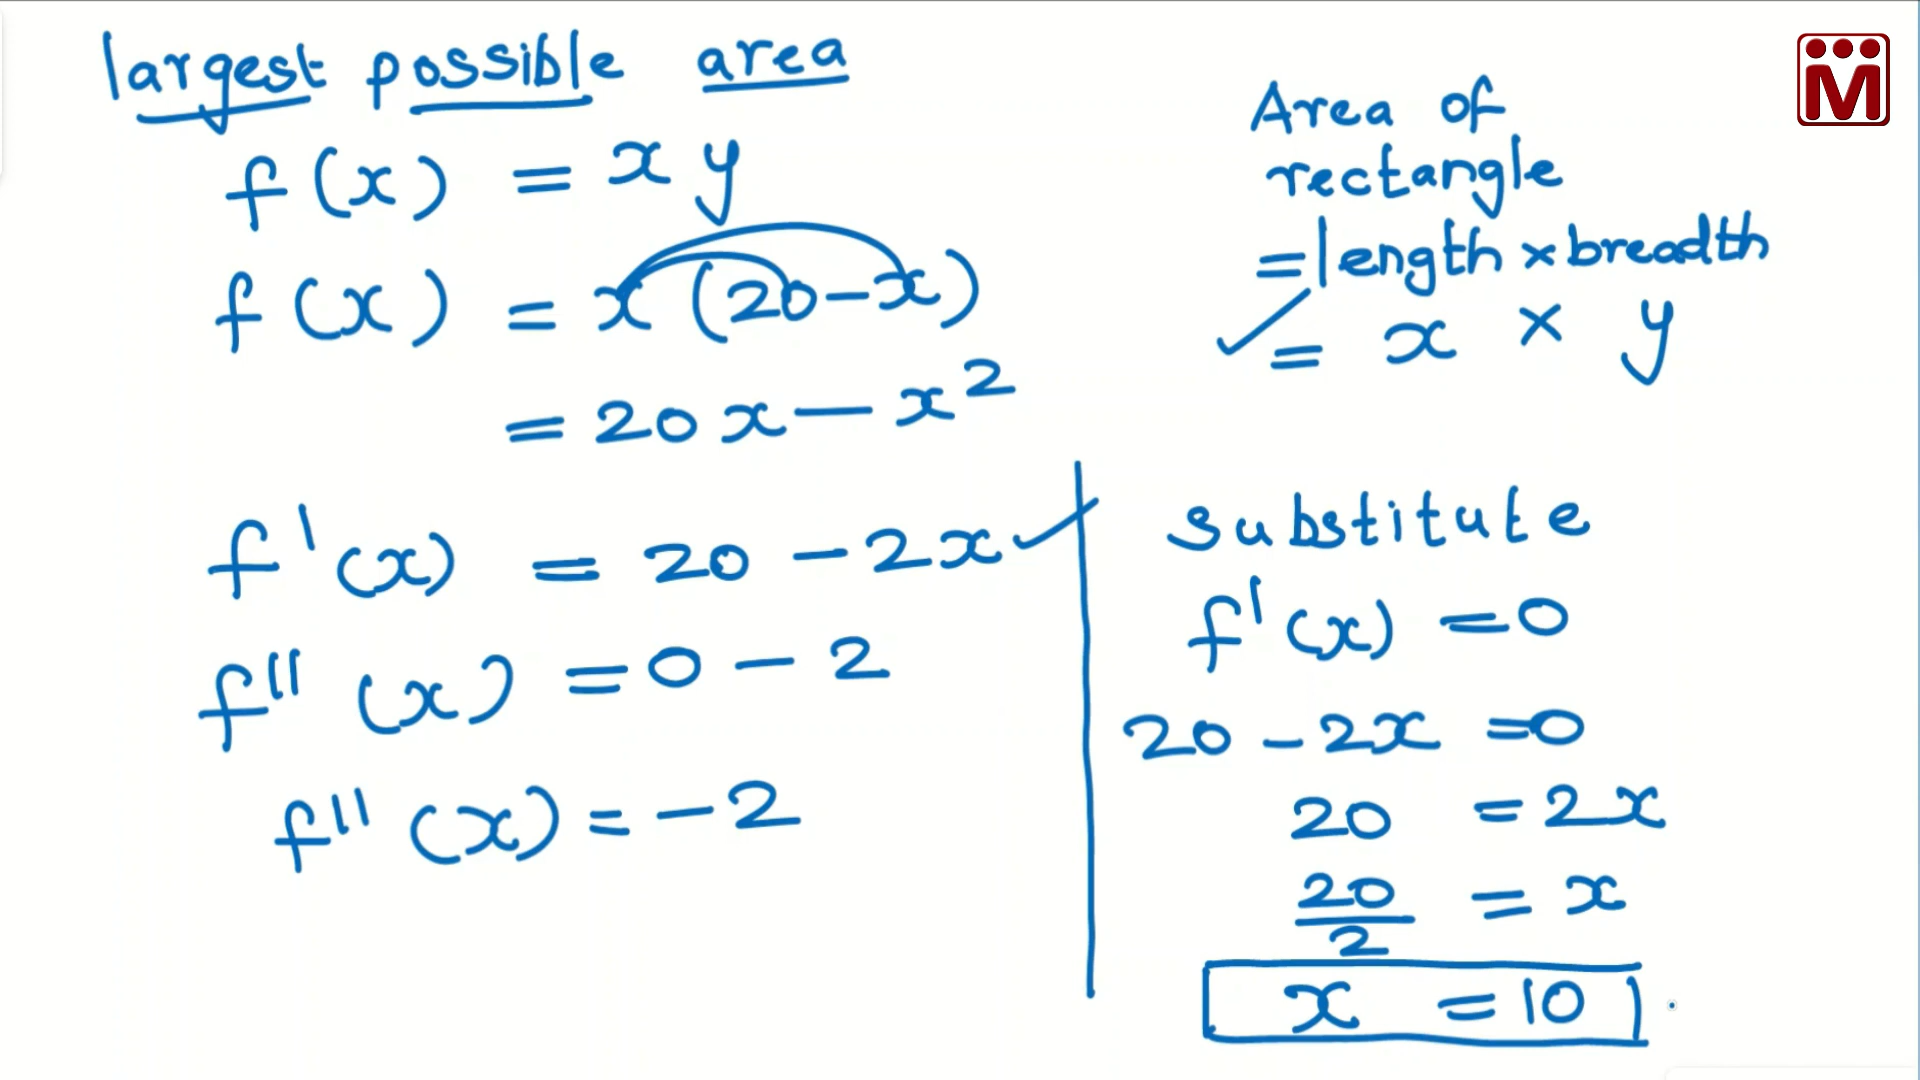 largest possible area
f(x) = xy
f(x) = x(20-x)
= 20x - x²
f'(x) = 20 - 2x ✓
f''(x) = 0 - 2
f''(x) = -2
Area of
rectangle
= length × breadth
✓ = x × y
substitute
f'(x) = 0
20 - 2x = 0
20 = 2x
20/2 = x
x = 10
M